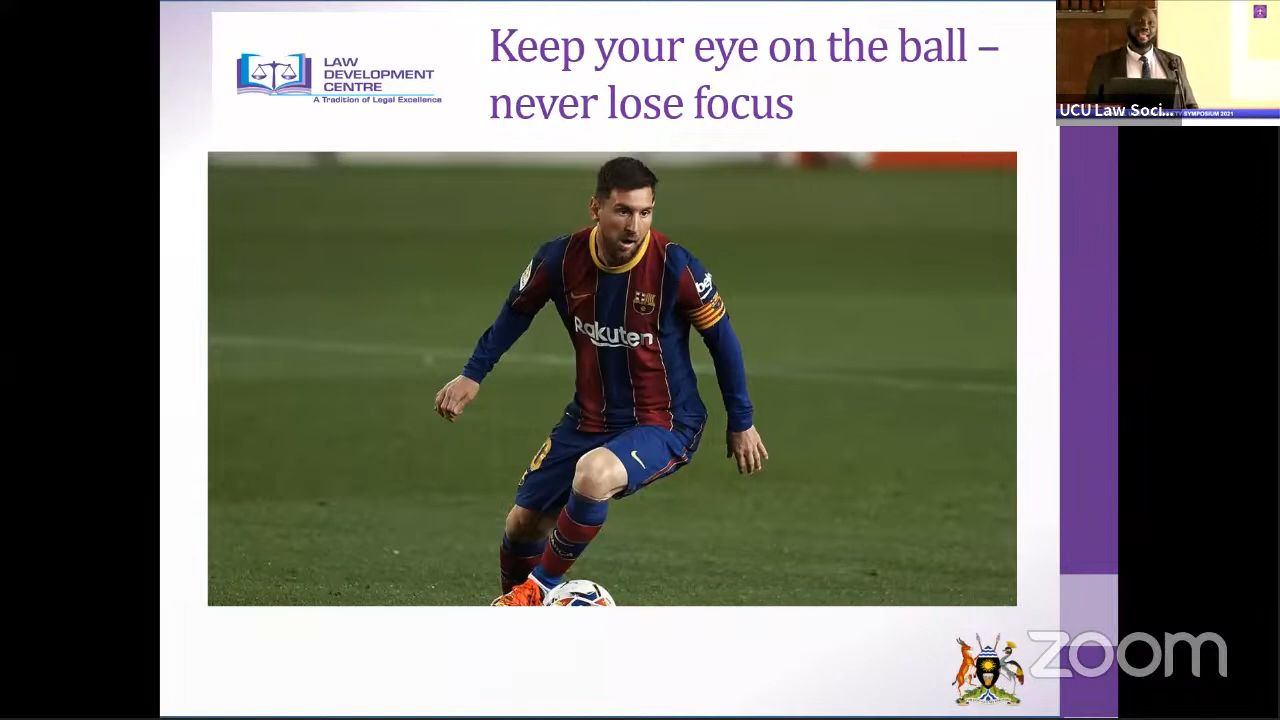 Keep your eye on the ball –
never lose focus
LAW
DEVELOPMENT
CENTRE
A Tradition of Legal Excellence
UCU Law Soci...
SYMPOSIUM 2021
Rakuten
beko
zoom